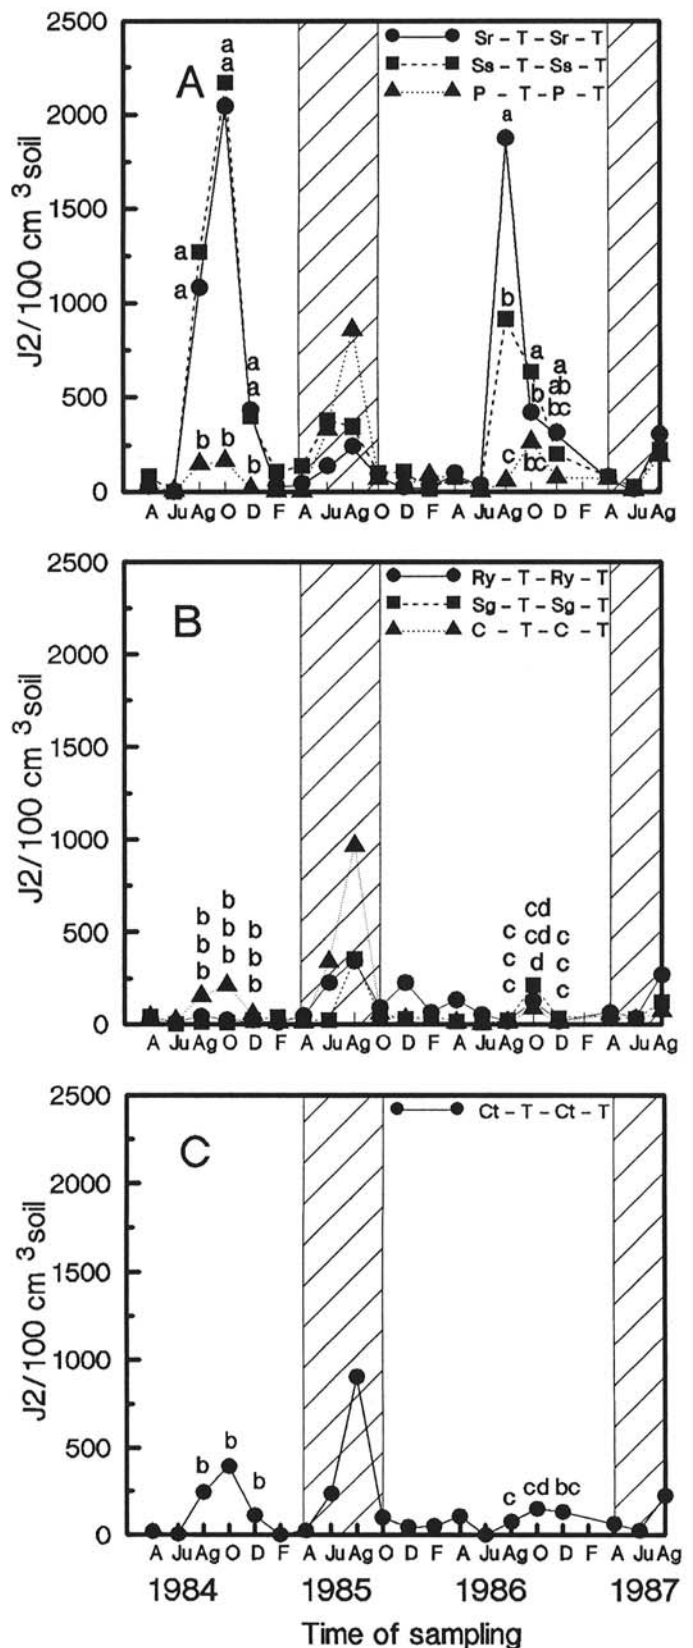 2500
2000
1500
1000
500
0
J2/100 cm ³ soil
A
Sr – T – Sr – T
Ss – T – Ss – T
P – T – P – T
a
a
a
a
a
a
b
b
b
a
b
a
b
c
bc
a
ab
bc
A Ju Ag O D F A Ju Ag O D F A Ju Ag O D F A Ju Ag
2500
2000
1500
1000
500
0
J2/100 cm ³ soil
B
Ry – T – Ry – T
Sg – T – Sg – T
C – T – C – T
b
b
b
b
b
b
b
b
b
c
c
c
cd
cd
d
c
c
c
A Ju Ag O D F A Ju Ag O D F A Ju Ag O D F A Ju Ag
2500
2000
1500
1000
500
0
J2/100 cm ³ soil
C
Ct – T – Ct – T
b
b
b
c
cd
bc
A Ju Ag O D F A Ju Ag O D F A Ju Ag O D F A Ju Ag
1984 1985 1986 1987
Time of sampling